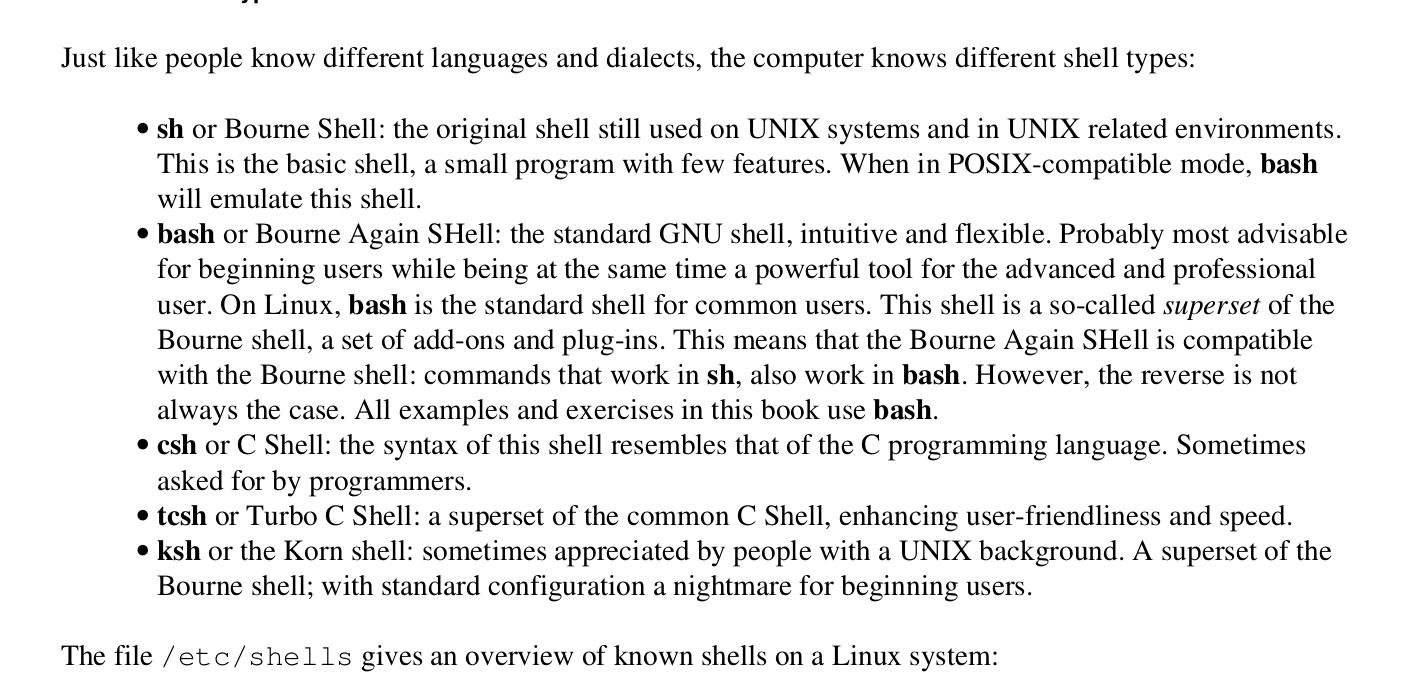 Just like people know different languages and dialects, the computer knows different shell types:
• sh or Bourne Shell: the original shell still used on UNIX systems and in UNIX related environments.
This is the basic shell, a small program with few features. When in POSIX-compatible mode, bash
will emulate this shell.
• bash or Bourne Again SHell: the standard GNU shell, intuitive and flexible. Probably most advisable
for beginning users while being at the same time a powerful tool for the advanced and professional
user. On Linux, bash is the standard shell for common users. This shell is a so-called superset of the
Bourne shell, a set of add-ons and plug-ins. This means that the Bourne Again SHell is compatible
with the Bourne shell: commands that work in sh, also work in bash. However, the reverse is not
always the case. All examples and exercises in this book use bash.
• csh or C Shell: the syntax of this shell resembles that of the C programming language. Sometimes
asked for by programmers.
• tcsh or Turbo C Shell: a superset of the common C Shell, enhancing user-friendliness and speed.
• ksh or the Korn shell: sometimes appreciated by people with a UNIX background. A superset of the
Bourne shell; with standard configuration a nightmare for beginning users.
The file /etc/shells gives an overview of known shells on a Linux system: